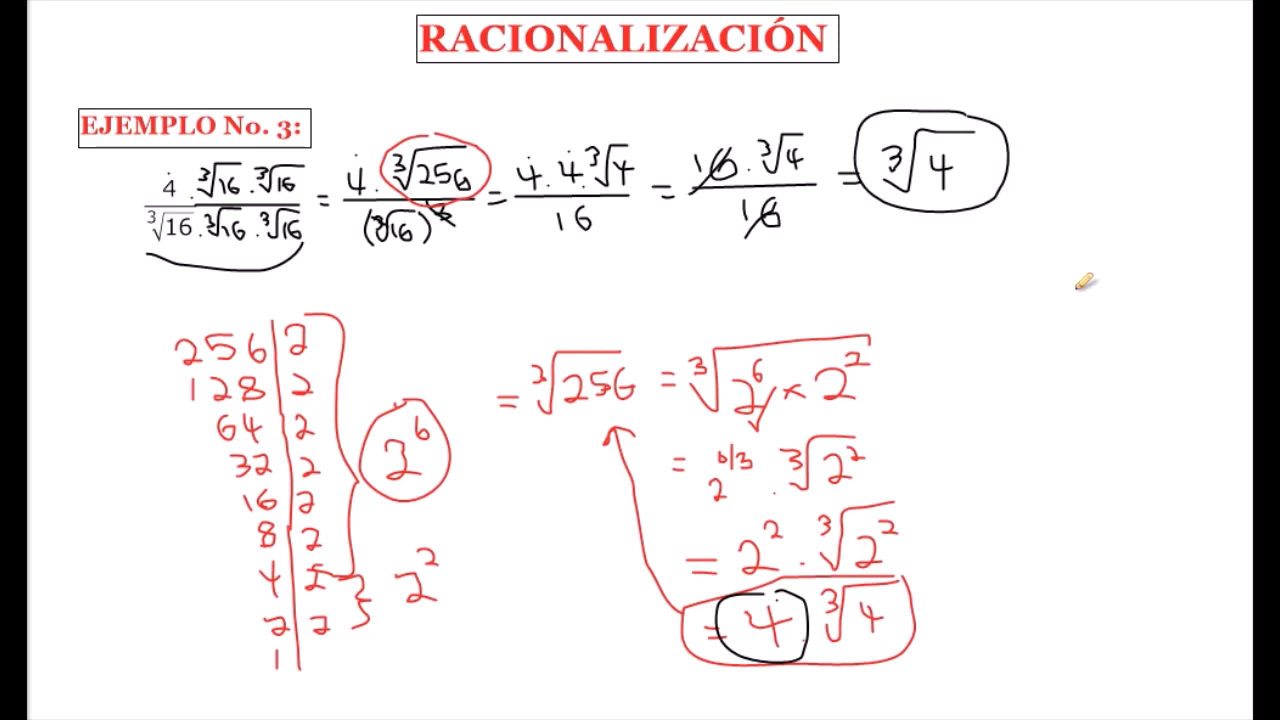 RACIONALIZACIÓN
EJEMPLO No. 3:
4 · ∛16 · ∛16 / ∛16 · ∛16 · ∛16 = 4 · ∛256 / (∛16)³ = 4 · 4 · ∛4 / 16 = 16 · ∛4 / 16 = ∛4
256 | 2
128 | 2
64 | 2
32 | 2
16 | 2
8 | 2
4 | 2
2 | 2
1 |
2⁶
2²
= ∛256 = ∛2⁶ × 2²
= 2^6/3 · ∛2²
= 2² · ∛2²
= 4 · ∛4